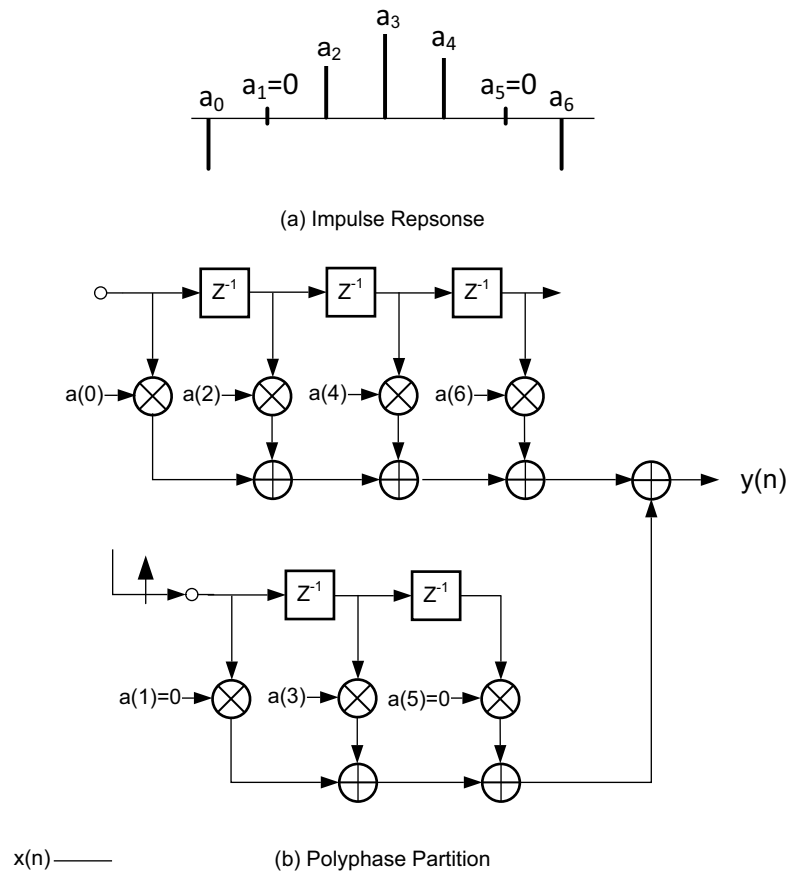 a₃
a₂ a₄
a₁=0 a₅=0
a₀ a₆
(a) Impulse Repsonse
Z⁻¹ Z⁻¹ Z⁻¹
a(0) a(2) a(4) a(6)
y(n)
Z⁻¹ Z⁻¹
a(1)=0 a(3) a(5)=0
x(n)
(b) Polyphase Partition